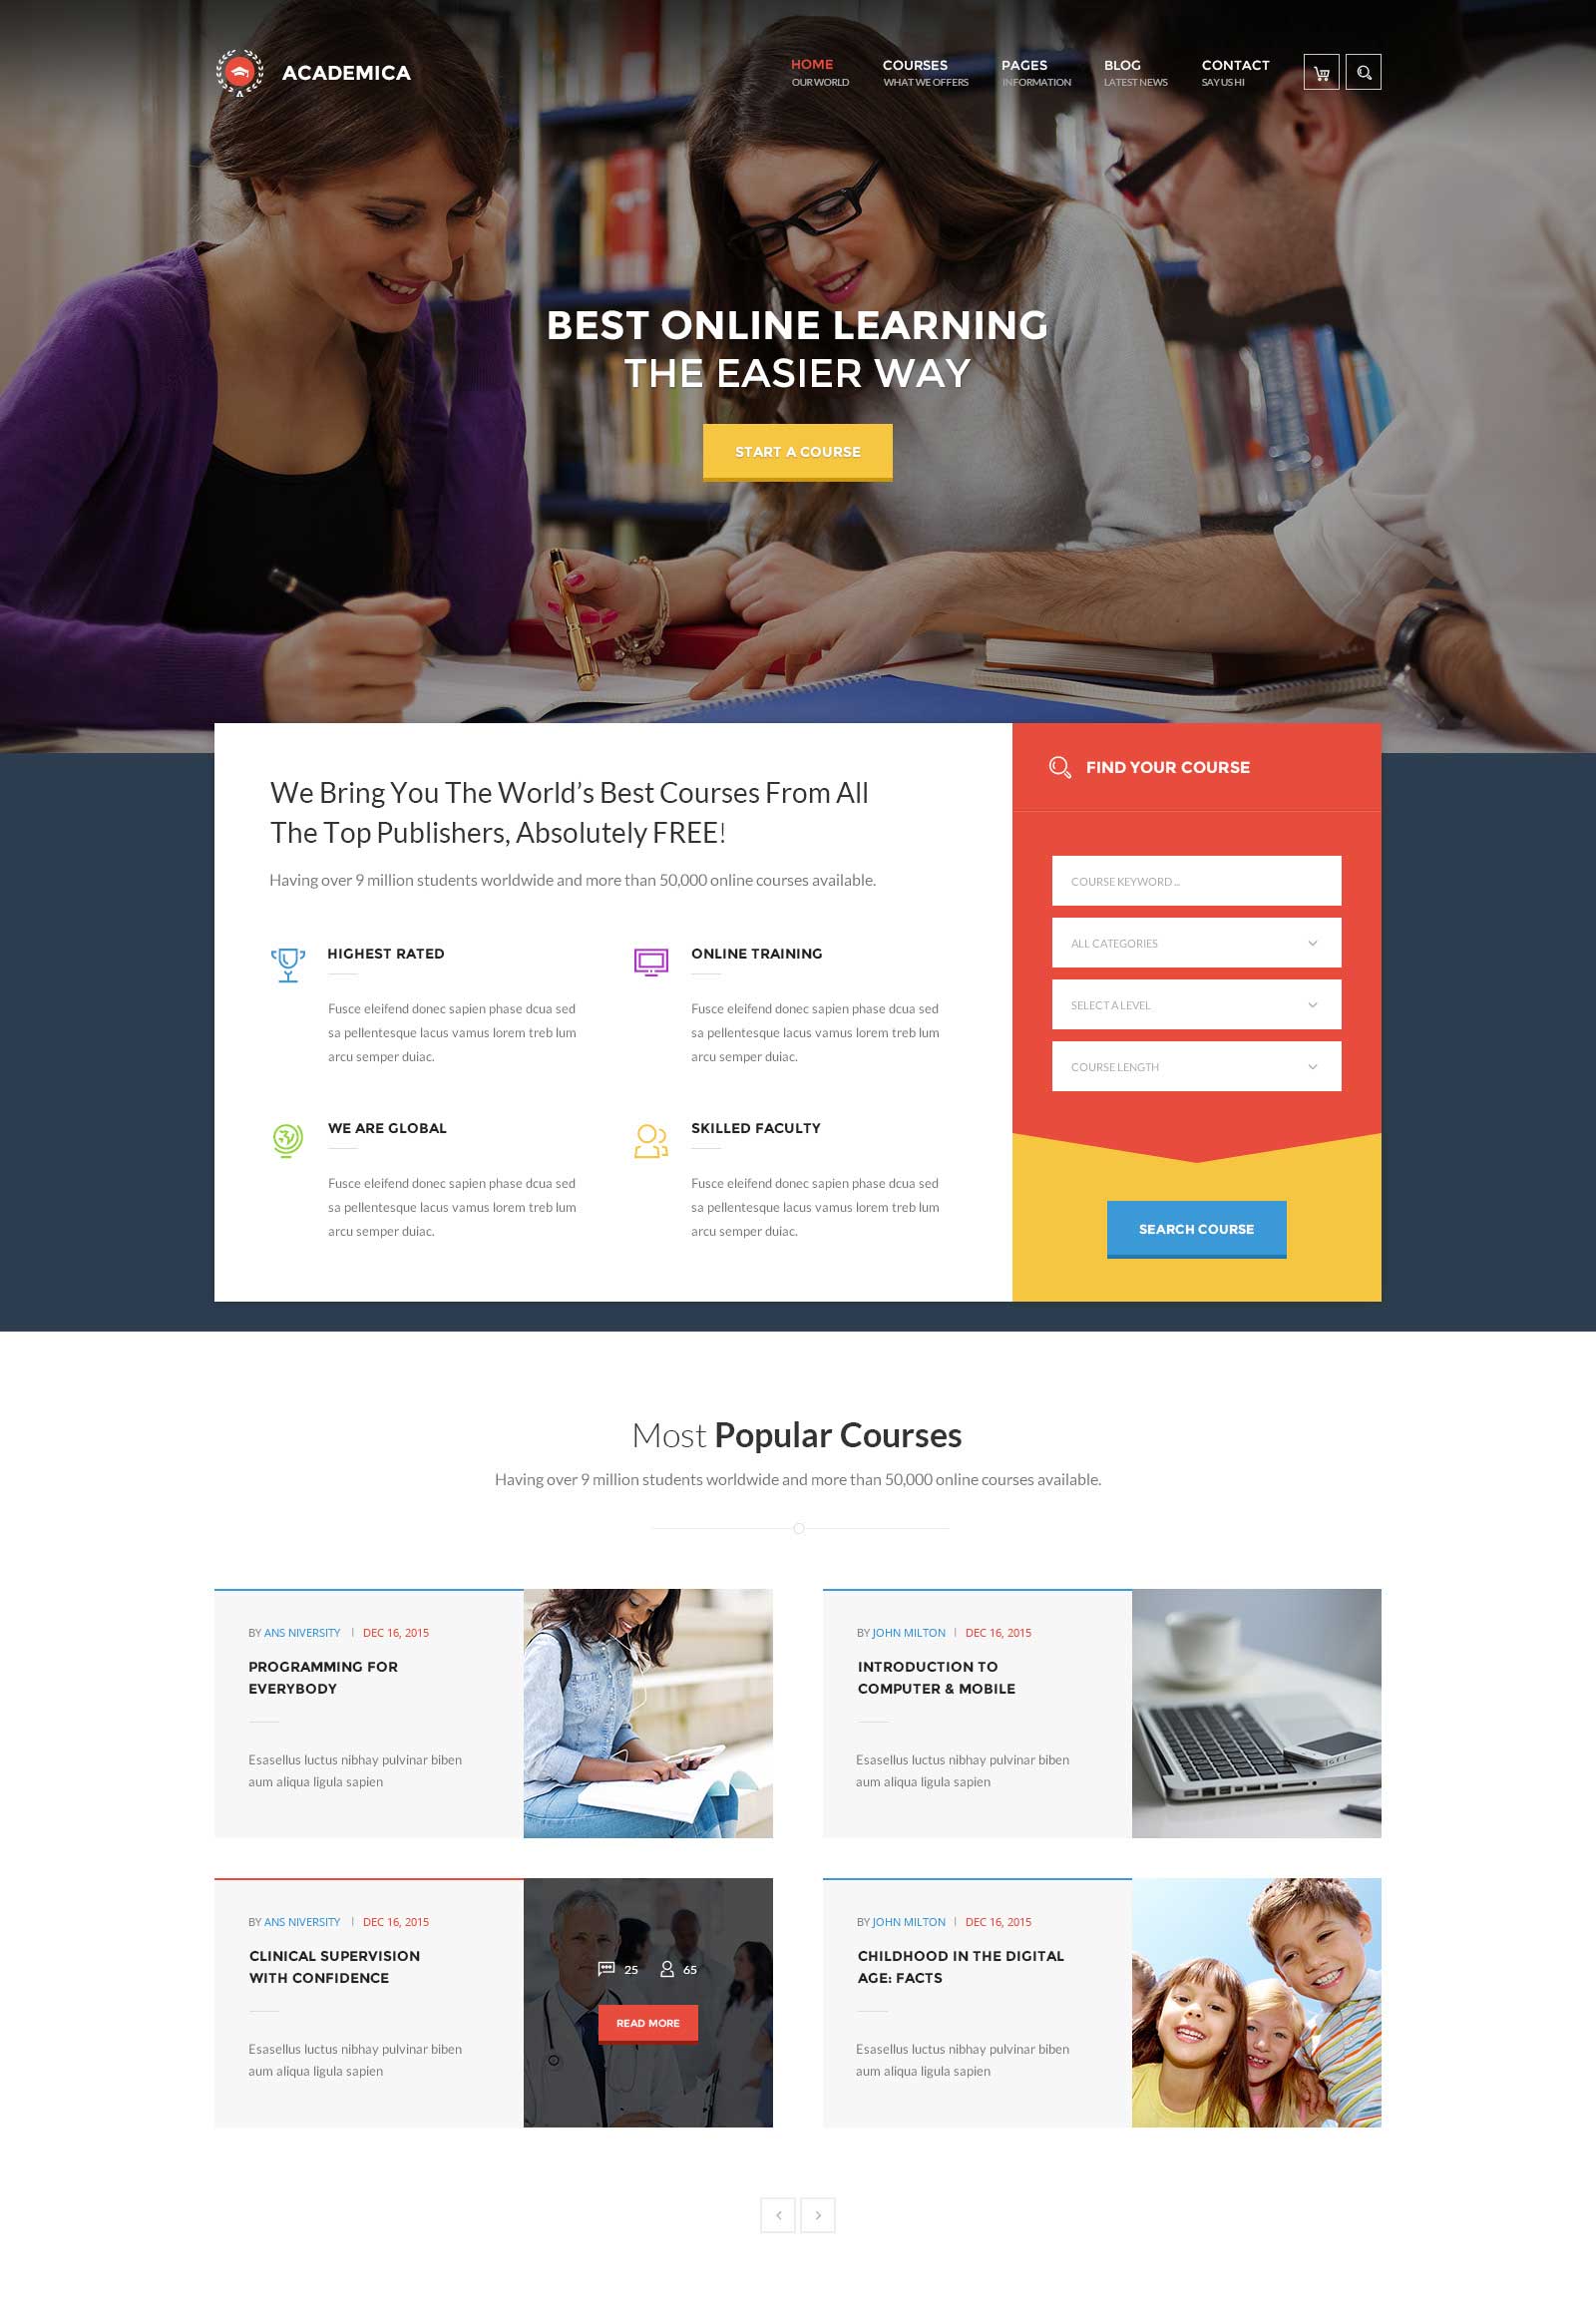 ACADEMICA
HOME
OUR WORLD
COURSES
WHAT WE OFFERS
PAGES
INFORMATION
BLOG
LATEST NEWS
CONTACT
SAY US HI
BEST ONLINE LEARNING
THE EASIER WAY
START A COURSE
We Bring You The World's Best Courses From All
The Top Publishers, Absolutely FREE!
Having over 9 million students worldwide and more than 50,000 online courses available.
HIGHEST RATED
Fusce eleifend donec sapien phase dcua sed
sa pellentesque lacus vamus lorem treb lum
arcu semper duiac.
ONLINE TRAINING
Fusce eleifend donec sapien phase dcua sed
sa pellentesque lacus vamus lorem treb lum
arcu semper duiac.
WE ARE GLOBAL
Fusce eleifend donec sapien phase dcua sed
sa pellentesque lacus vamus lorem treb lum
arcu semper duiac.
SKILLED FACULTY
Fusce eleifend donec sapien phase dcua sed
sa pellentesque lacus vamus lorem treb lum
arcu semper duiac.
FIND YOUR COURSE
COURSE KEYWORD ...
ALL CATEGORIES
SELECT A LEVEL
COURSE LENGTH
SEARCH COURSE
Most Popular Courses
Having over 9 million students worldwide and more than 50,000 online courses available.
BY ANS NIVERSITY | DEC 16, 2015
PROGRAMMING FOR
EVERYBODY
Esasellus luctus nibhay pulvinar biben
aum aliqua ligula sapien
BY JOHN MILTON | DEC 16, 2015
INTRODUCTION TO
COMPUTER & MOBILE
Esasellus luctus nibhay pulvinar biben
aum aliqua ligula sapien
BY ANS NIVERSITY | DEC 16, 2015
CLINICAL SUPERVISION
WITH CONFIDENCE
Esasellus luctus nibhay pulvinar biben
aum aliqua ligula sapien
25 65
READ MORE
BY JOHN MILTON | DEC 16, 2015
CHILDHOOD IN THE DIGITAL
AGE: FACTS
Esasellus luctus nibhay pulvinar biben
aum aliqua ligula sapien